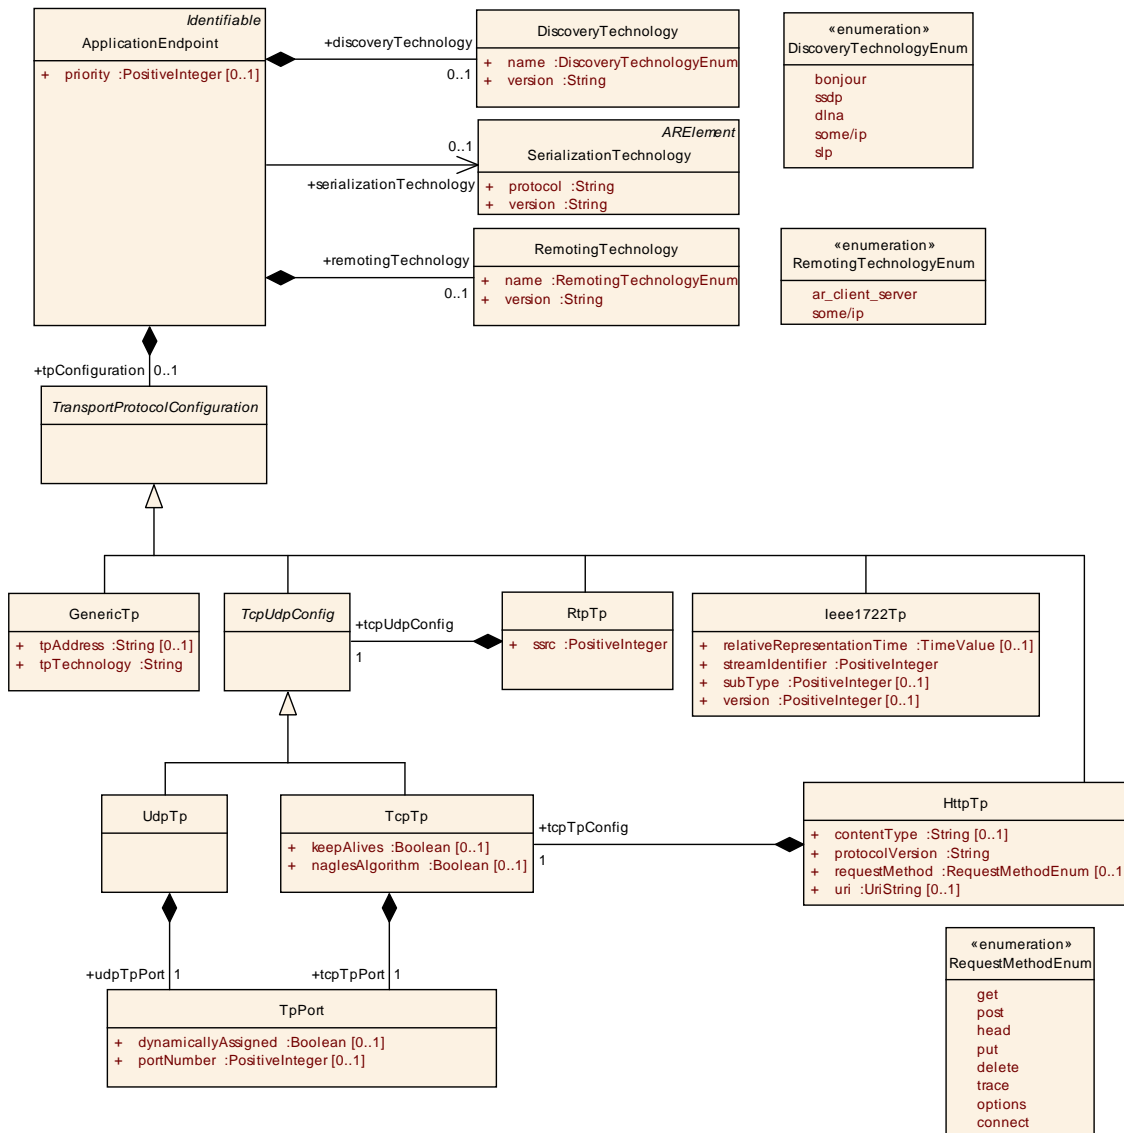 Identifiable
ApplicationEndpoint
+ priority :PositiveInteger [0..1]
+discoveryTechnology
0..1
DiscoveryTechnology
+ name :DiscoveryTechnologyEnum
+ version :String
«enumeration»
DiscoveryTechnologyEnum
bonjour
ssdp
dlna
some/ip
slp
0..1
+serializationTechnology
ARElement
SerializationTechnology
+ protocol :String
+ version :String
+remotingTechnology
0..1
RemotingTechnology
+ name :RemotingTechnologyEnum
+ version :String
«enumeration»
RemotingTechnologyEnum
ar_client_server
some/ip
+tpConfiguration 0..1
TransportProtocolConfiguration
GenericTp
+ tpAddress :String [0..1]
+ tpTechnology :String
TcpUdpConfig
+tcpUdpConfig
1
RtpTp
+ ssrc :PositiveInteger
Ieee1722Tp
+ relativeRepresentationTime :TimeValue [0..1]
+ streamIdentifier :PositiveInteger
+ subType :PositiveInteger [0..1]
+ version :PositiveInteger [0..1]
UdpTp
TcpTp
+ keepAlives :Boolean [0..1]
+ naglesAlgorithm :Boolean [0..1]
+tcpTpConfig
1
HttpTp
+ contentType :String [0..1]
+ protocolVersion :String
+ requestMethod :RequestMethodEnum [0..1
+ uri :UriString [0..1]
+udpTpPort 1
+tcpTpPort 1
TpPort
+ dynamicallyAssigned :Boolean [0..1]
+ portNumber :PositiveInteger [0..1]
«enumeration»
RequestMethodEnum
get
post
head
put
delete
trace
options
connect